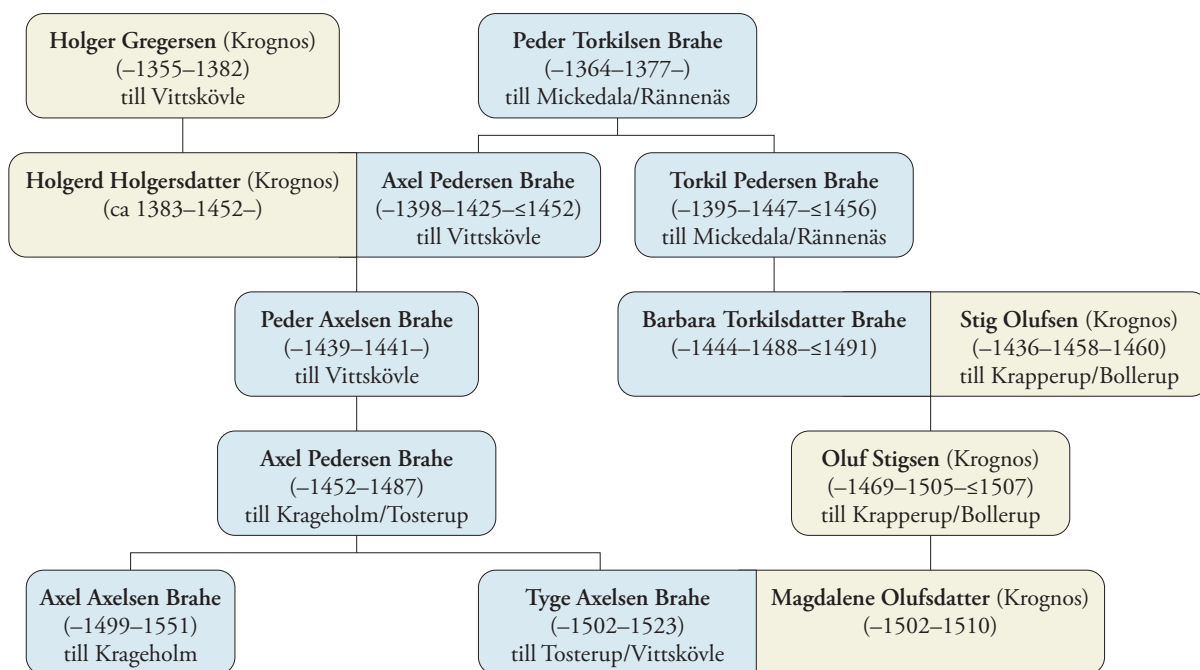 Holger Gregersen (Krognos)
(–1355–1382)
till Vittskövle
Peder Torkilsen Brahe
(–1364–1377–)
till Mickedala/Rännenäs
Holgerd Holgersdatter (Krognos)
(ca 1383–1452–)
Axel Pedersen Brahe
(–1398–1425–≤1452)
till Vittskövle
Torkil Pedersen Brahe
(–1395–1447–≤1456)
till Mickedala/Rännenäs
Peder Axelsen Brahe
(–1439–1441–)
till Vittskövle
Barbara Torkilsdatter Brahe
(–1444–1488–≤1491)
Stig Olufsen (Krognos)
(–1436–1458–1460)
till Krapperup/Bollerup
Axel Pedersen Brahe
(–1452–1487)
till Krageholm/Tosterup
Oluf Stigsen (Krognos)
(–1469–1505–≤1507)
till Krapperup/Bollerup
Axel Axelsen Brahe
(–1499–1551)
till Krageholm
Tyge Axelsen Brahe
(–1502–1523)
till Tosterup/Vittskövle
Magdalene Olufsdatter (Krognos)
(–1502–1510)